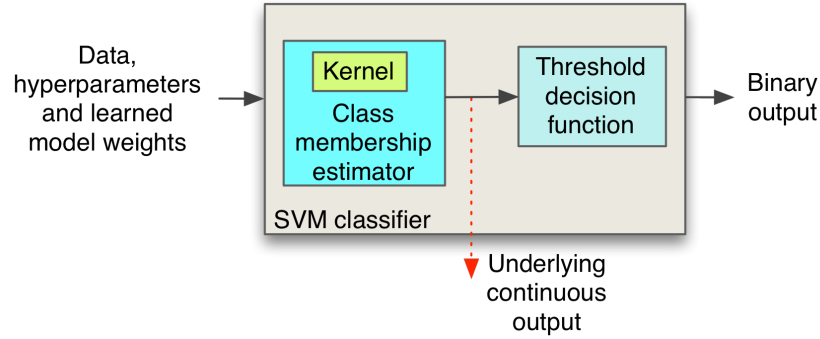 Data,
hyperparameters
and learned
model weights
Kernel
Class
membership
estimator
SVM classifier
Threshold
decision
function
Binary
output
Underlying
continuous
output